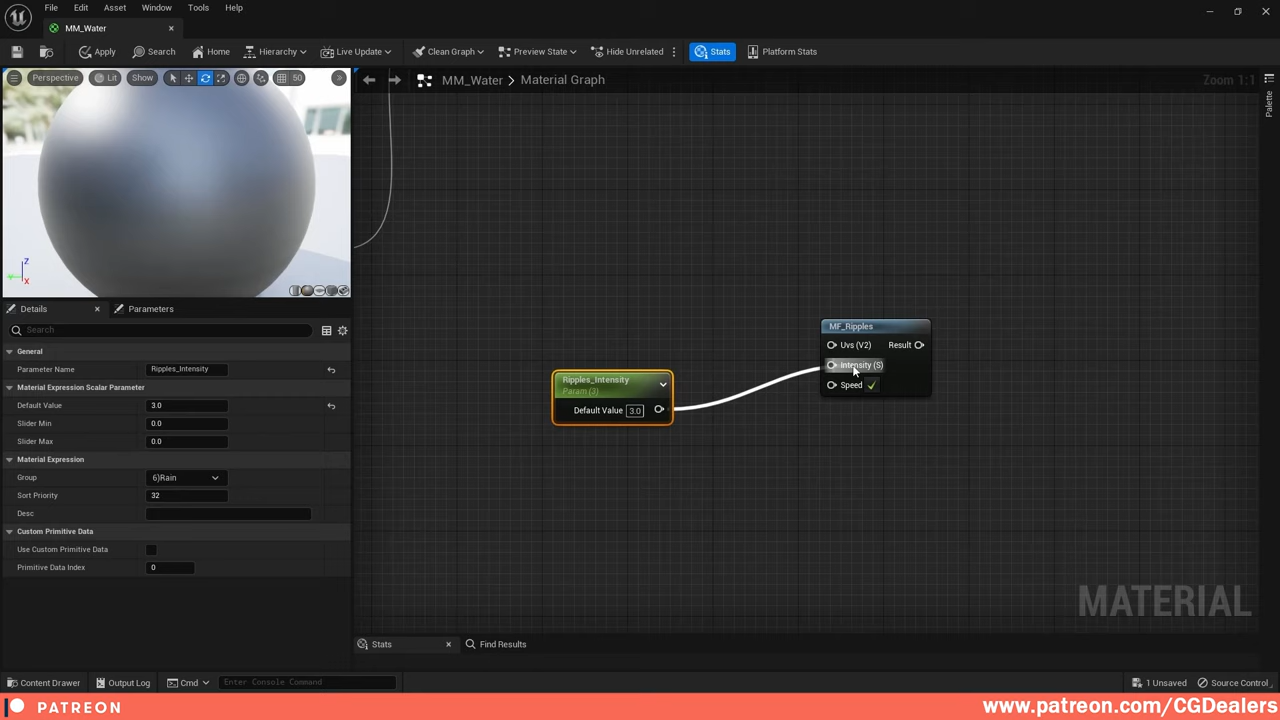 File Edit Asset Window Tools Help
MM_Water
Apply Search Home Hierarchy Live Update Clean Graph Preview State Hide Unrelated Stats Platform Stats
Perspective Lit Show 50
MM_Water > Material Graph
Zoom 1:1
Palette
Z
Y
X
Details Parameters
Search
General
Parameter Name Ripples_Intensity
Material Expression Scalar Parameter
Default Value 3.0
Slider Min 0.0
Slider Max 0.0
Material Expression
Group 6)Rain
Sort Priority 32
Desc
Custom Primitive Data
Use Custom Primitive Data
Primitive Data Index 0
MF_Ripples
Uvs (V2) Result
Intensity (S)
Speed
Ripples_Intensity
Param (3)
Default Value 3.0
MATERIAL
Stats Find Results
Content Drawer Output Log Cmd Enter Console Command 1 Unsaved Source Control
PATREON www.patreon.com/CGDealers